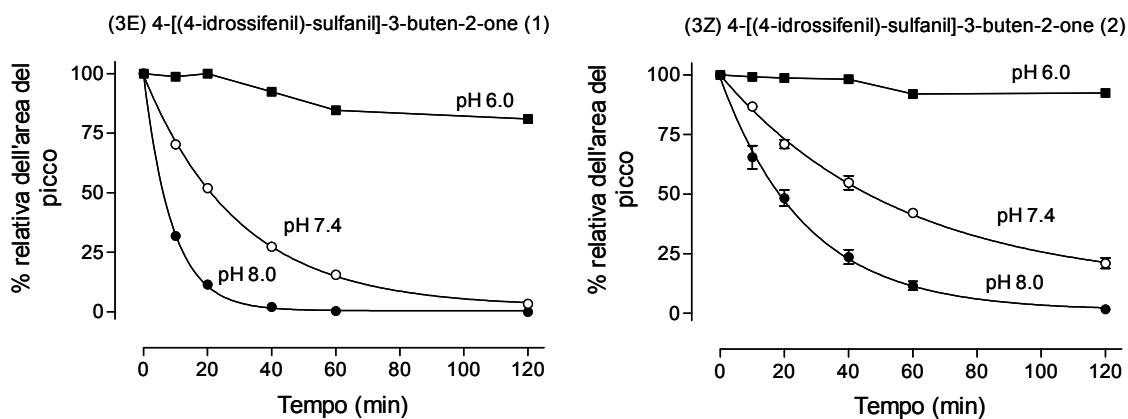 (3E) 4-[(4-idrossifenil)-sulfanil]-3-buten-2-one (1)
% relativa dell'area del
picco
100
75
50
25
0
pH 6.0
pH 7.4
pH 8.0
0 20 40 60 80 100 120
Tempo (min)
(3Z) 4-[(4-idrossifenil)-sulfanil]-3-buten-2-one (2)
% relativa dell'area del
picco
100
75
50
25
0
pH 6.0
pH 7.4
pH 8.0
0 20 40 60 80 100 120
Tempo (min)